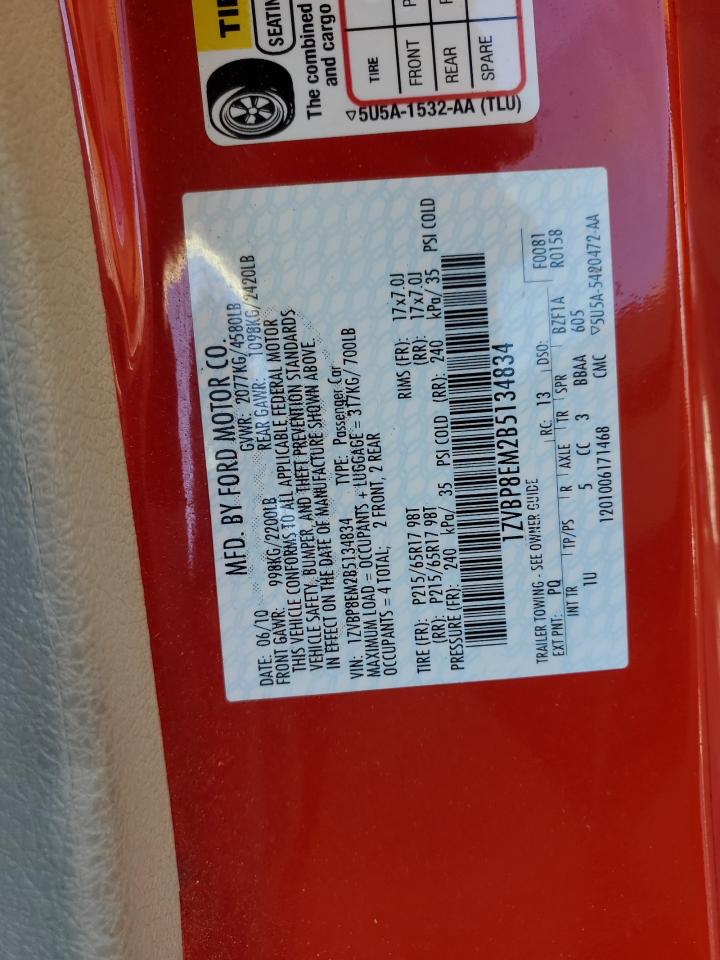 MFD. BY FORD MOTOR CO.
DATE: 06/10 GVWR: 2077KG/4580LB
FRONT GAWR: 998KG/2200LB REAR GAWR: 1098KG/2420LB
THIS VEHICLE CONFORMS TO ALL APPLICABLE FEDERAL MOTOR
VEHICLE SAFETY, BUMPER, AND THEFT PREVENTION STANDARDS
IN EFFECT ON THE DATE OF MANUFACTURE SHOWN ABOVE.
VIN: 1ZVBP8EM2B5134834 TYPE: Passenger Car
MAXIMUM LOAD = OCCUPANTS + LUGGAGE = 317KG/700LB
OCCUPANTS = 4 TOTAL; 2 FRONT, 2 REAR
TIRE (FR): P215/65R17 98T RIMS (FR): 17x7.0J
(RR): P215/65R17 98T (RR): 17x7.0J
PRESSURE (FR): 240 kPa/ 35 PSI COLD (RR): 240 kPa/ 35 PSI COLD
1ZVBP8EM2B5134834
TRAILER TOWING - SEE OWNER GUIDE
EXT PNT: PQ RC: 13 DSO: F0081
INT TR TP/PS R AXLE TR SPR BZF1A R0158
1U 5 CC 3 BBAA 605
1201006171468 CMC ▽5U5A-5420472-AA
TIR
SEATIN
The combined
and cargo
TIRE
FRONT P
REAR P
SPARE
▽5U5A-1532-AA (TLU)